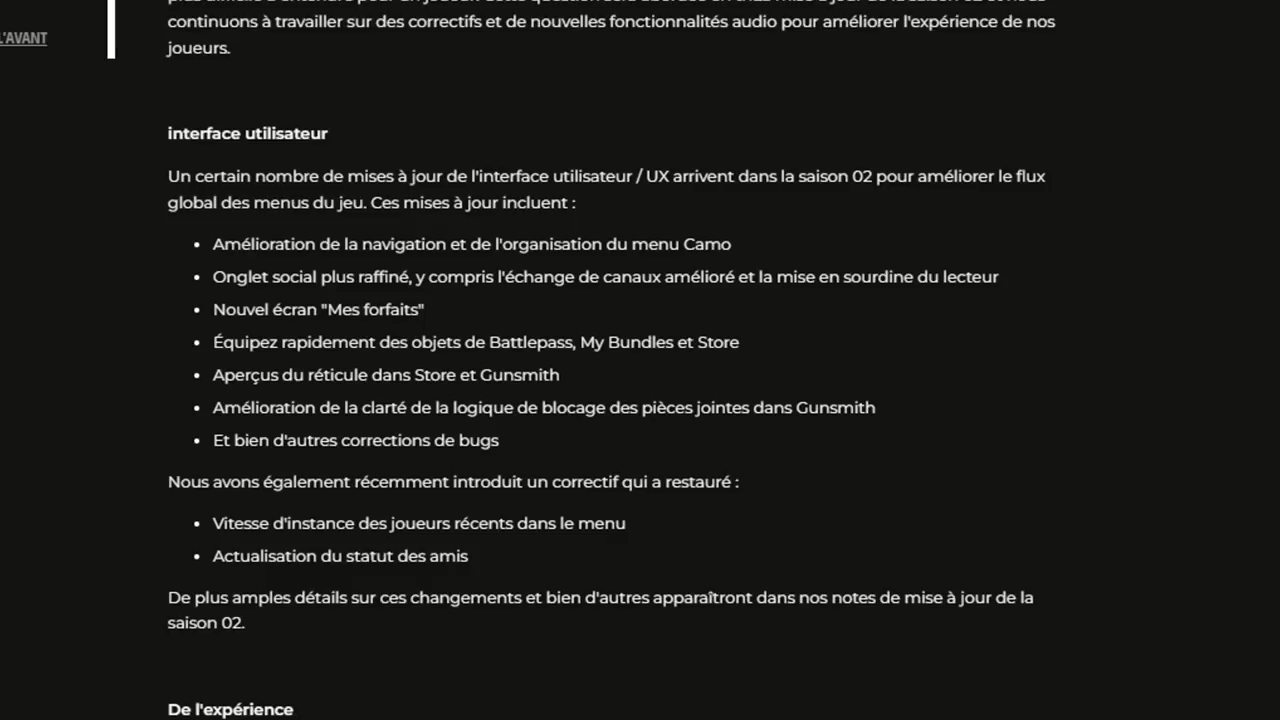 continuons à travailler sur des correctifs et de nouvelles fonctionnalités audio pour améliorer l'expérience de nos
L'AVANT
joueurs.
interface utilisateur
Un certain nombre de mises à jour de l'interface utilisateur / UX arrivent dans la saison 02 pour améliorer le flux
global des menus du jeu. Ces mises à jour incluent :
• Amélioration de la navigation et de l'organisation du menu Camo
• Onglet social plus raffiné, y compris l'échange de canaux amélioré et la mise en sourdine du lecteur
• Nouvel écran "Mes forfaits"
• Équipez rapidement des objets de Battlepass, My Bundles et Store
• Aperçus du réticule dans Store et Gunsmith
• Amélioration de la clarté de la logique de blocage des pièces jointes dans Gunsmith
• Et bien d'autres corrections de bugs
Nous avons également récemment introduit un correctif qui a restauré :
• Vitesse d'instance des joueurs récents dans le menu
• Actualisation du statut des amis
De plus amples détails sur ces changements et bien d'autres apparaîtront dans nos notes de mise à jour de la
saison 02.
De l'expérience